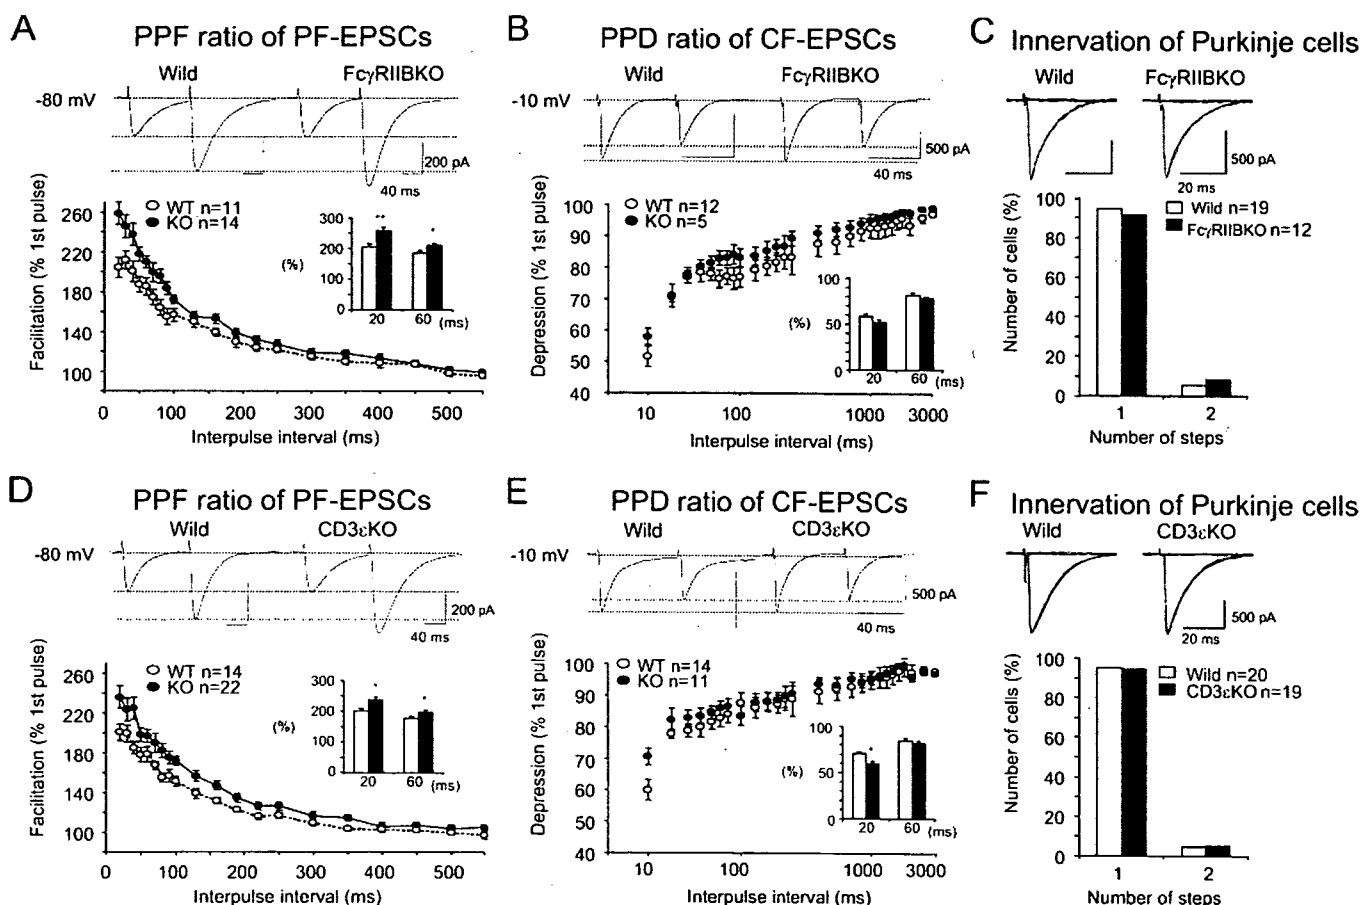 A PPF ratio of PF-EPSCs
Wild FcγRIIBKO
-80 mV
200 pA
40 ms
WT n=11
KO n=14
Facilitation (% 1st pulse)
260
220
180
140
100
0 100 200 300 400 500
Interpulse interval (ms)
300
200
100
0
(%)
** *
20 60 (ms)
B PPD ratio of CF-EPSCs
Wild FcγRIIBKO
-10 mV
500 pA
40 ms
WT n=12
KO n=5
Depression (% 1st pulse)
100
90
80
70
60
50
40
10 100 1000 3000
Interpulse interval (ms)
100
50
0
(%)
20 60 (ms)
C Innervation of Purkinje cells
Wild FcγRIIBKO
500 pA
20 ms
Wild n=19
FcγRIIBKO n=12
Number of cells (%)
100
80
60
40
20
0
1 2
Number of steps
D PPF ratio of PF-EPSCs
Wild CD3εKO
-80 mV
200 pA
40 ms
WT n=14
KO n=22
Facilitation (% 1st pulse)
260
220
180
140
100
0 100 200 300 400 500
Interpulse interval (ms)
300
200
100
0
(%)
* *
20 60 (ms)
E PPD ratio of CF-EPSCs
Wild CD3εKO
-10 mV
500 pA
40 ms
WT n=14
KO n=11
Depression (% 1st pulse)
100
90
80
70
60
50
40
10 100 1000 3000
Interpulse interval (ms)
100
50
0
(%)
*
20 60 (ms)
F Innervation of Purkinje cells
Wild CD3εKO
500 pA
20 ms
Wild n=20
CD3εKO n=19
Number of cells (%)
100
80
60
40
20
0
1 2
Number of steps